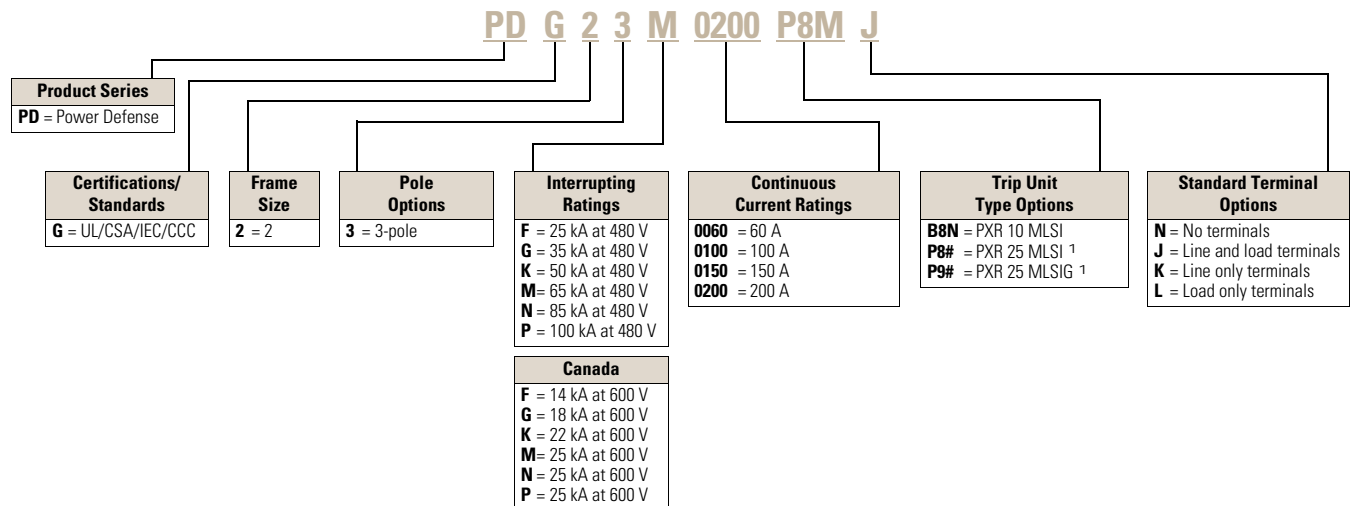 PD G 2 3 M 0200 P8M J
Product Series
PD = Power Defense
Certifications/
Standards
G = UL/CSA/IEC/CCC
Frame
Size
2 = 2
Pole
Options
3 = 3-pole
Interrupting
Ratings
F = 25 kA at 480 V
G = 35 kA at 480 V
K = 50 kA at 480 V
M= 65 kA at 480 V
N = 85 kA at 480 V
P = 100 kA at 480 V
Canada
F = 14 kA at 600 V
G = 18 kA at 600 V
K = 22 kA at 600 V
M= 25 kA at 600 V
N = 25 kA at 600 V
P = 25 kA at 600 V
Continuous
Current Ratings
0060 = 60 A
0100 = 100 A
0150 = 150 A
0200 = 200 A
Trip Unit
Type Options
B8N = PXR 10 MLSI
P8# = PXR 25 MLSI 1
P9# = PXR 25 MLSIG 1
Standard Terminal
Options
N = No terminals
J = Line and load terminals
K = Line only terminals
L = Load only terminals